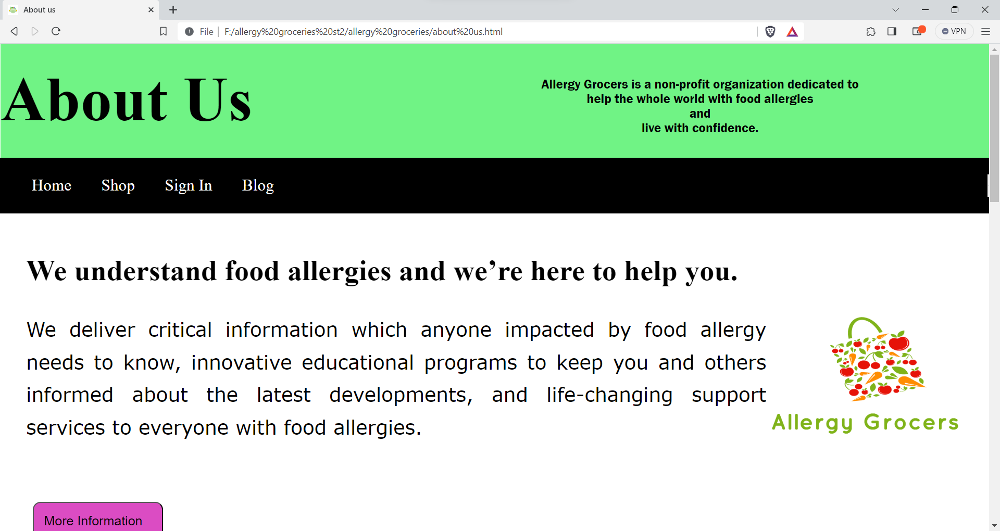 About us
File
F:/allergy%20groceries%20st2/allergy%20groceries/about%20us.html
VPN
About Us
Allergy Grocers is a non-profit organization dedicated to
help the whole world with food allergies
and
live with confidence.
Home Shop Sign In Blog
We understand food allergies and we’re here to help you.
We deliver critical information which anyone impacted by food allergy
needs to know, innovative educational programs to keep you and others
informed about the latest developments, and life-changing support
services to everyone with food allergies.
Allergy Grocers
More Information